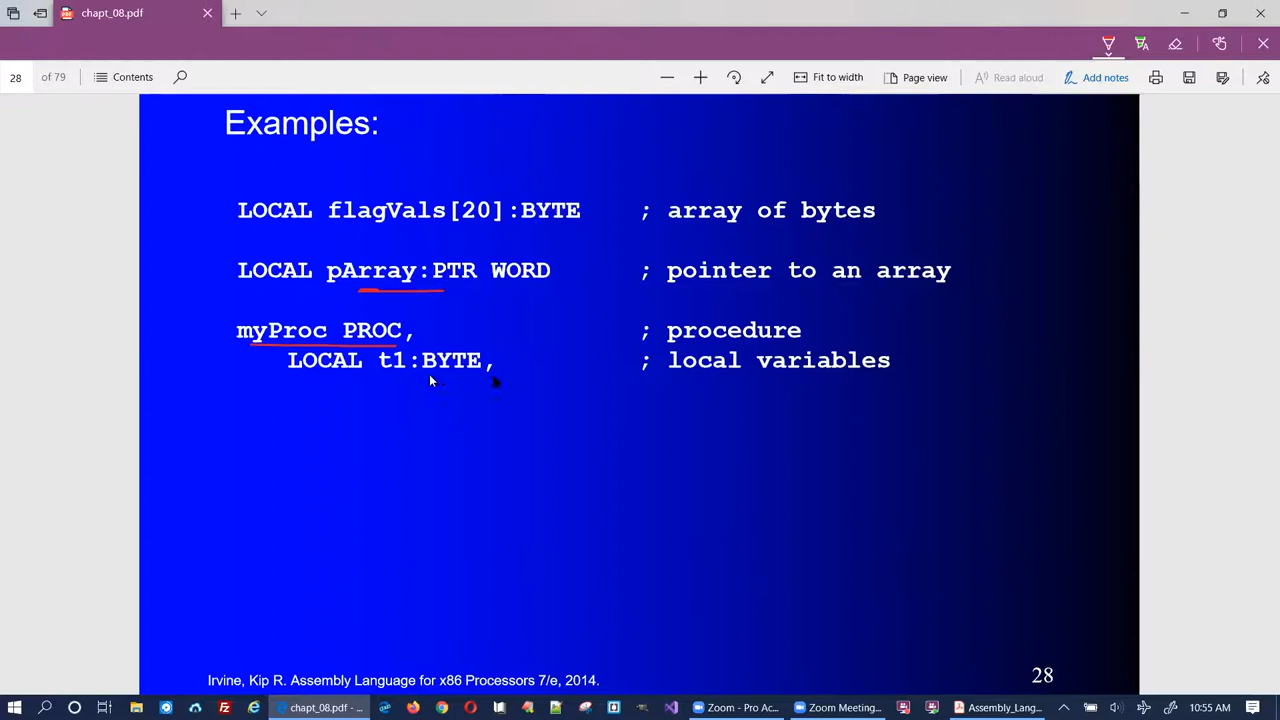 chapt_08.pdf
28 of 79 Contents Fit to width Page view Read aloud Add notes
Examples:
LOCAL flagVals[20]:BYTE ; array of bytes
LOCAL pArray:PTR WORD ; pointer to an array
myProc PROC, ; procedure
LOCAL t1:BYTE, ; local variables
Irvine, Kip R. Assembly Language for x86 Processors 7/e, 2014. 28
chapt_08.pdf - ... Zoom - Pro Ac... Zoom Meeting... Assembly_Lang... 10:55 AM